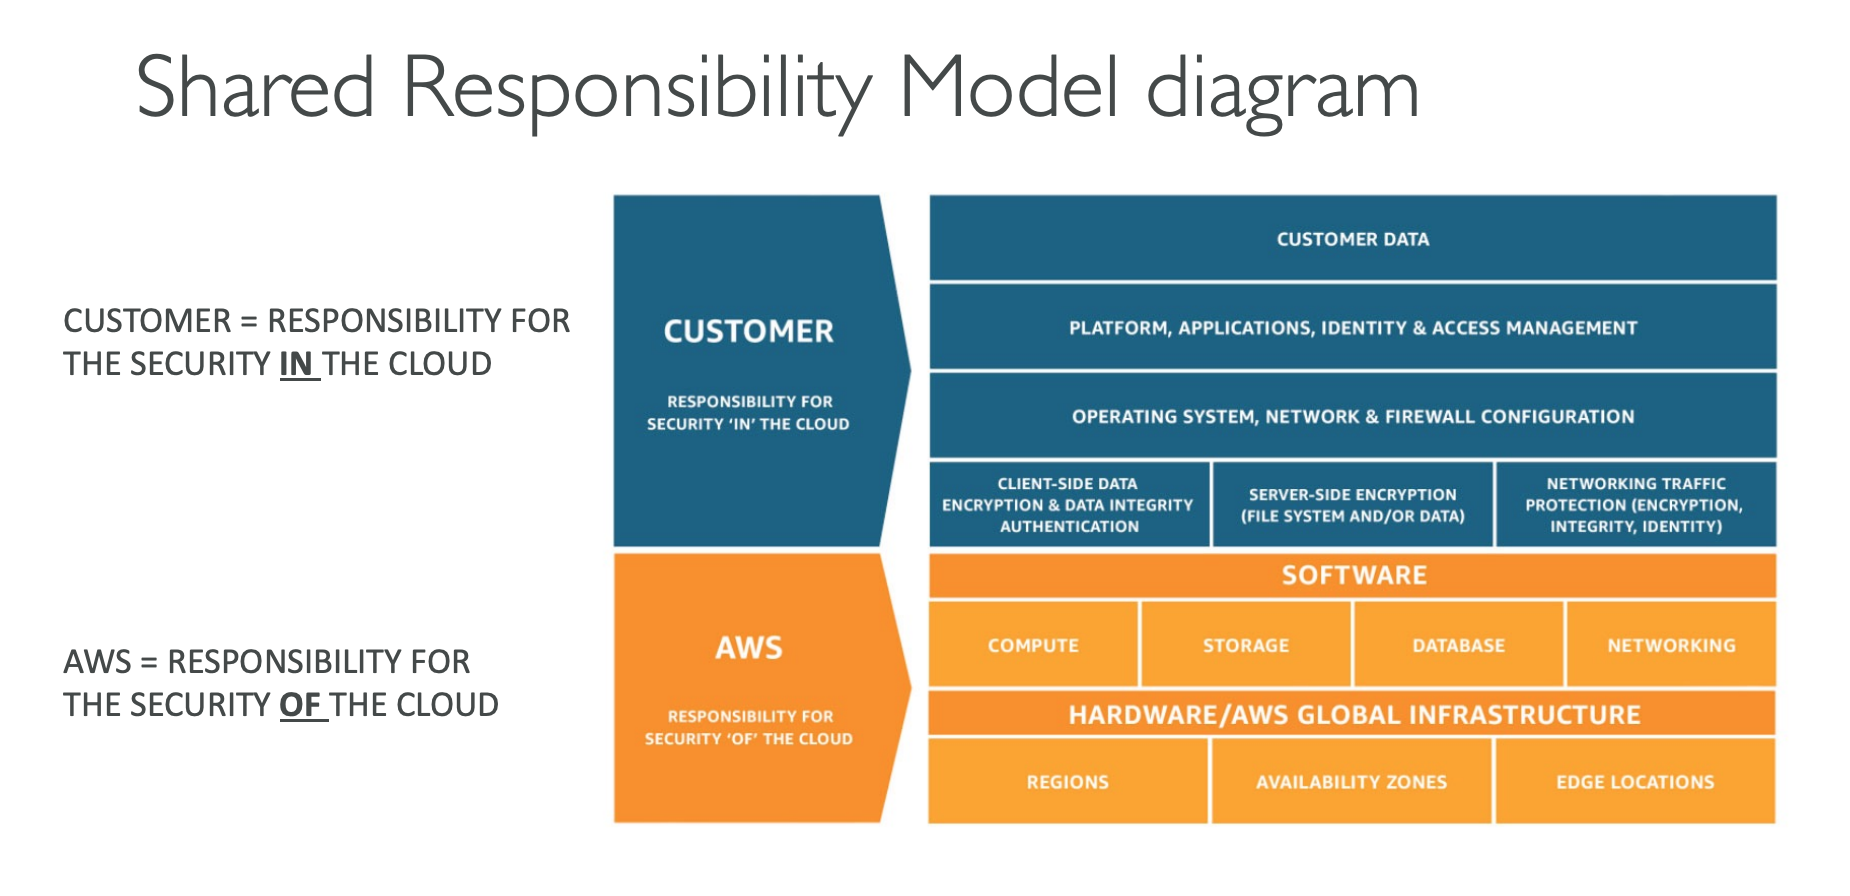 Shared Responsibility Model diagram
CUSTOMER = RESPONSIBILITY FOR
THE SECURITY IN THE CLOUD
CUSTOMER
RESPONSIBILITY FOR
SECURITY ‘IN’ THE CLOUD
CUSTOMER DATA
PLATFORM, APPLICATIONS, IDENTITY & ACCESS MANAGEMENT
OPERATING SYSTEM, NETWORK & FIREWALL CONFIGURATION
CLIENT-SIDE DATA
ENCRYPTION & DATA INTEGRITY
AUTHENTICATION
SERVER-SIDE ENCRYPTION
(FILE SYSTEM AND/OR DATA)
NETWORKING TRAFFIC
PROTECTION (ENCRYPTION,
INTEGRITY, IDENTITY)
AWS = RESPONSIBILITY FOR
THE SECURITY OF THE CLOUD
AWS
RESPONSIBILITY FOR
SECURITY ‘OF’ THE CLOUD
SOFTWARE
COMPUTE
STORAGE
DATABASE
NETWORKING
HARDWARE/AWS GLOBAL INFRASTRUCTURE
REGIONS
AVAILABILITY ZONES
EDGE LOCATIONS